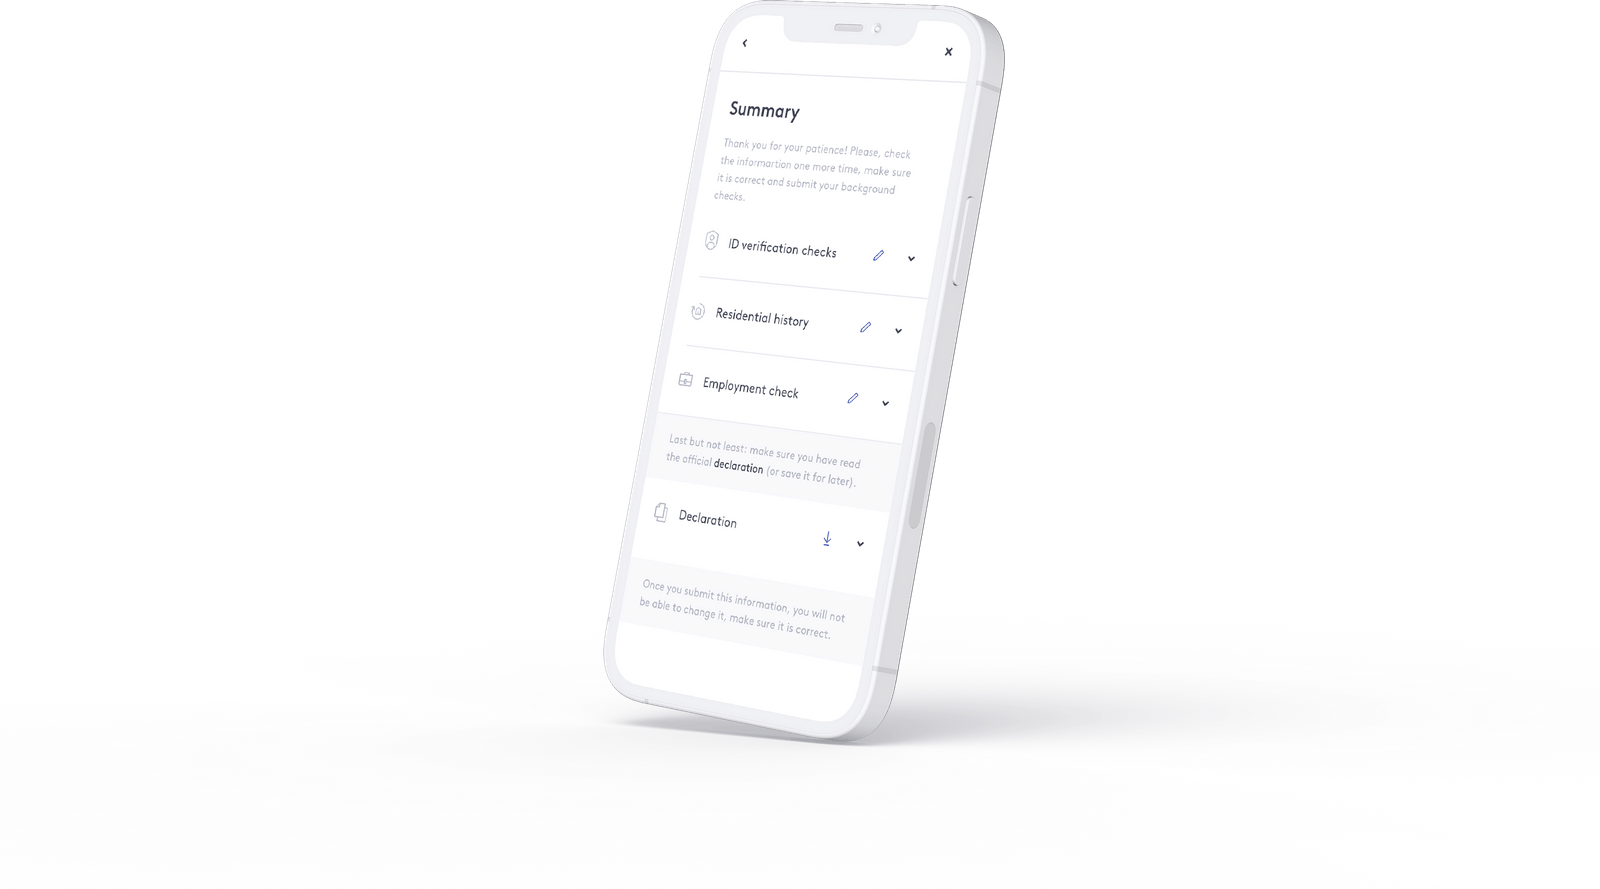 Summary
Thank you for your patience! Please, check
the informartion one more time, make sure
it is correct and submit your background
checks.
ID verification checks
Residential history
Employment check
Last but not least: make sure you have read
the official declaration (or save it for later).
Declaration
Once you submit this information, you will not
be able to change it, make sure it is correct.